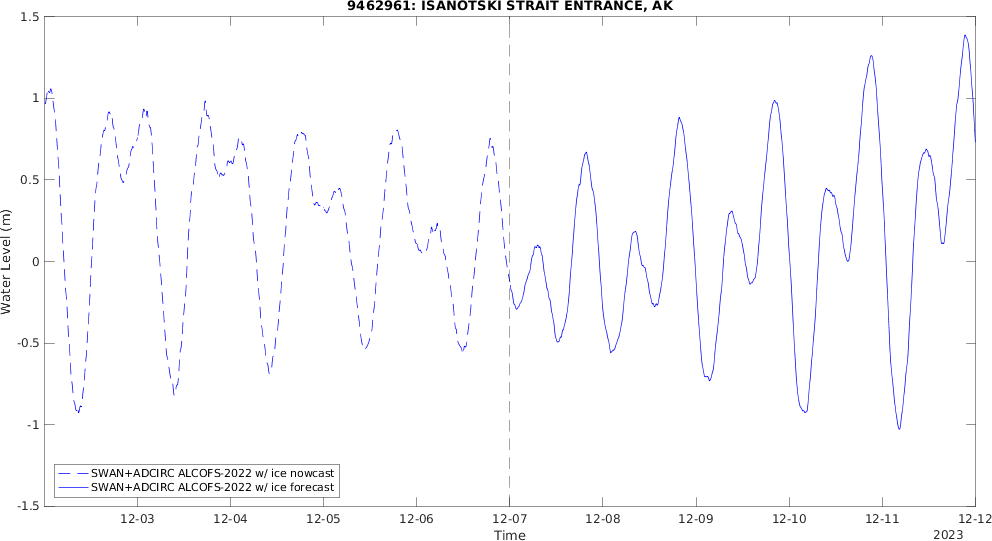 9462961: ISANOTSKI STRAIT ENTRANCE, AK
1.5
1
0.5
0
-0.5
-1
-1.5
Water Level (m)
SWAN+ADCIRC ALCOFS-2022 w/ ice nowcast
SWAN+ADCIRC ALCOFS-2022 w/ ice forecast
12-03 12-04 12-05 12-06 12-07 12-08 12-09 12-10 12-11 12-12
Time 2023